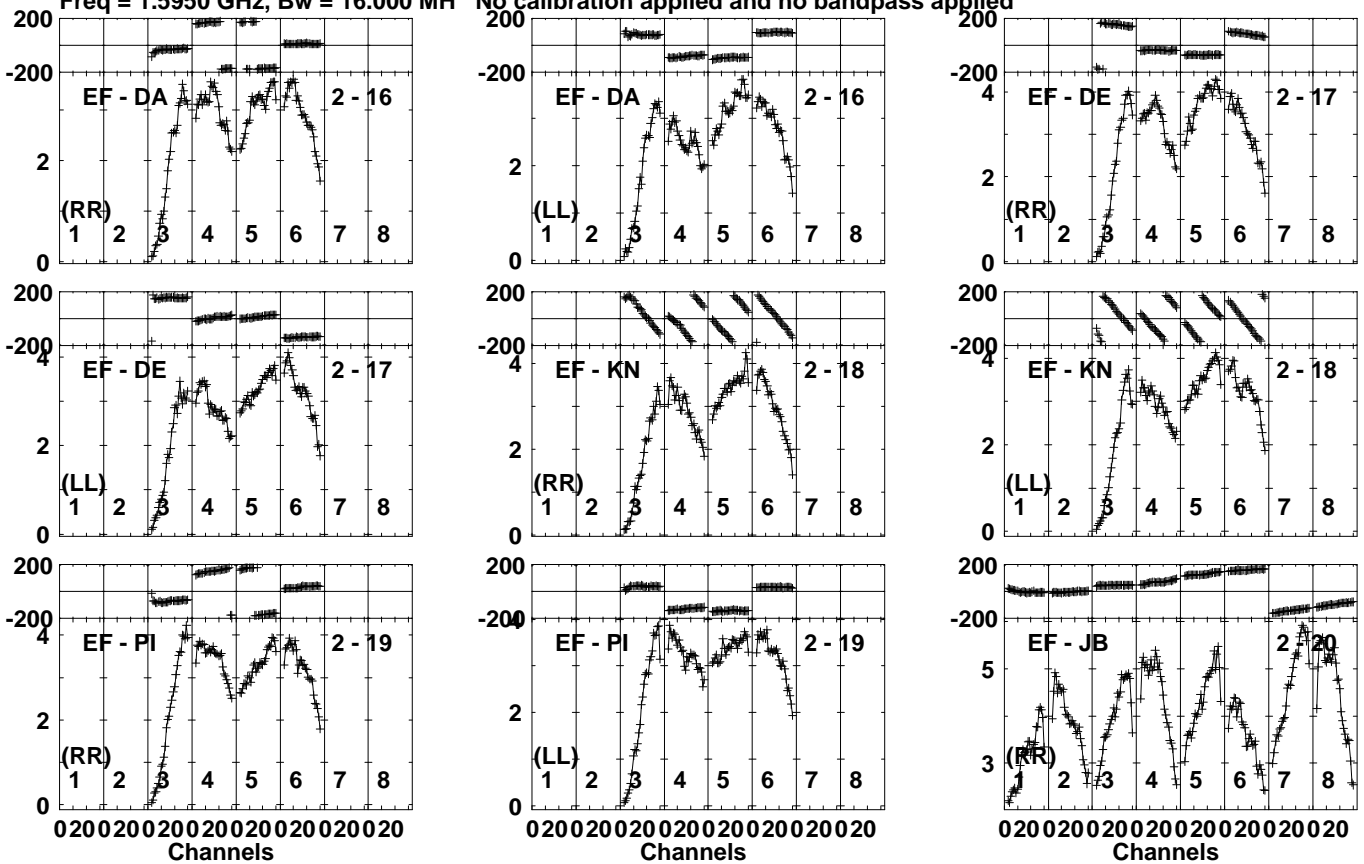 Freq = 1.5950 GHz, Bw = 16.000 MH No calibration applied and no bandpass applied
200 200 200
-200 -200
EF - DA 2 - 16 EF - DA 2 - 16 4 EF - DE 2 - 17
2 2 2
(RR) (LL) (RR)
1 2 3 4 5 6 7 8 1 2 3 4 5 6 7 8 1 2 3 4 5 6 7 8
0 0 0
200 200 200
-200 -200 -200
4 EF - DE 2 - 17 4 EF - KN 2 - 18 4 EF - KN 2 - 18
2 2 2
(LL) (RR) (LL)
1 2 3 4 5 6 7 8 1 2 3 4 5 6 7 8 1 2 3 4 5 6 7 8
0 0 0
200 200 200
-200 -200 -200
4 EF - PI 2 - 19 4 EF - PI 2 - 19 5 EF - JB 2 - 20
2 2 3
(RR) (LL) (RR)
1 2 3 4 5 6 7 8 1 2 3 4 5 6 7 8 1 2 3 4 5 6 7 8
0 0
0 20 0 20 0 20 0 20 0 20 0 20 0 20 0 20 0 20 0 20 0 20 0 20 0 20 0 20 0 20 0 20 0 20 0 20 0 20 0 20 0 20 0 20 0 20 0 20
Channels Channels Channels